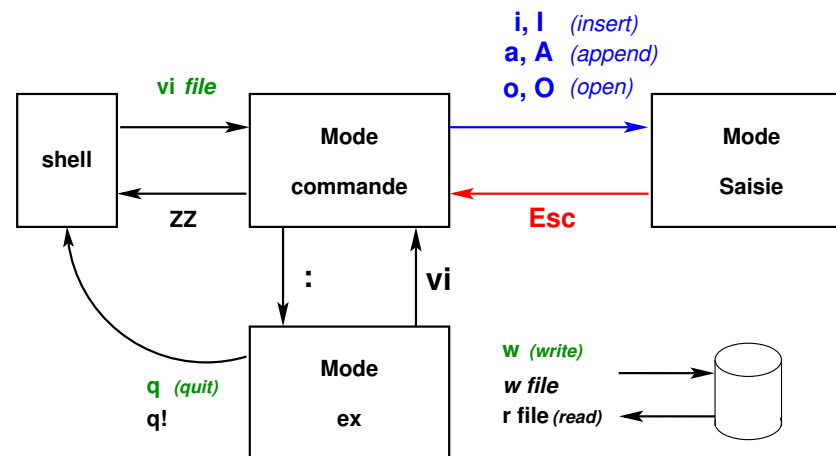 i, I (insert)
a, A (append)
o, O (open)
vi file
shell
Mode
commande
Mode
Saisie
ZZ
Esc
:
vi
Mode
ex
q (quit)
q!
w (write)
w file
r file (read)